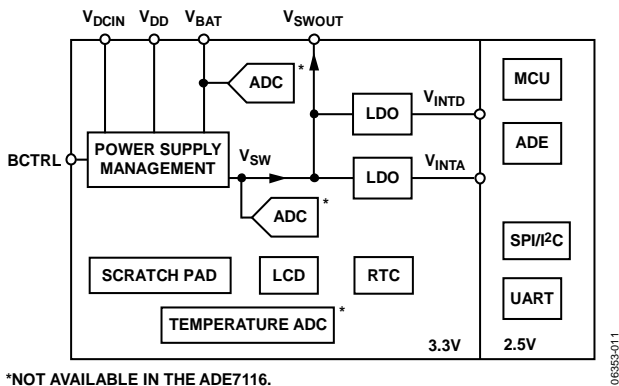 VDCIN VDD VBAT VSWOUT
* ADC
MCU
LDO VINTD
ADE
BCTRL POWER SUPPLY MANAGEMENT
VSW
LDO VINTA
ADC *
SPI/I2C
SCRATCH PAD LCD RTC
UART
TEMPERATURE ADC *
3.3V 2.5V
06353-011
*NOT AVAILABLE IN THE ADE7116.